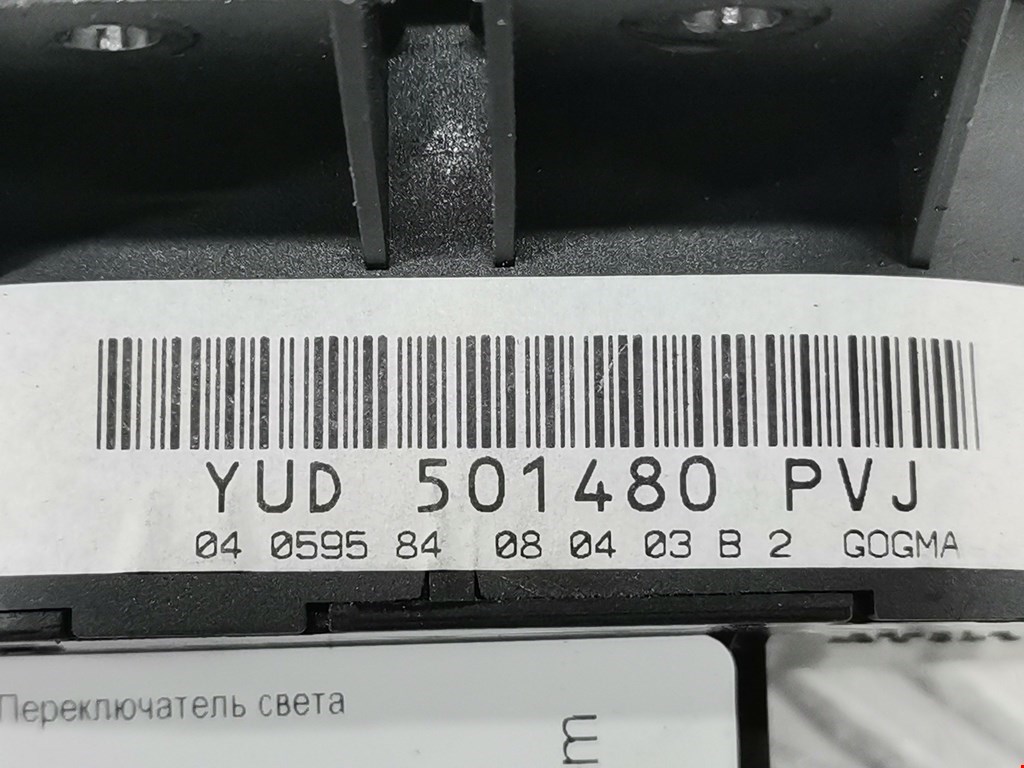 YUD 501480 PVJ
04 0595 84 08 04 03 B 2 GOGMA
Переключатель света
m